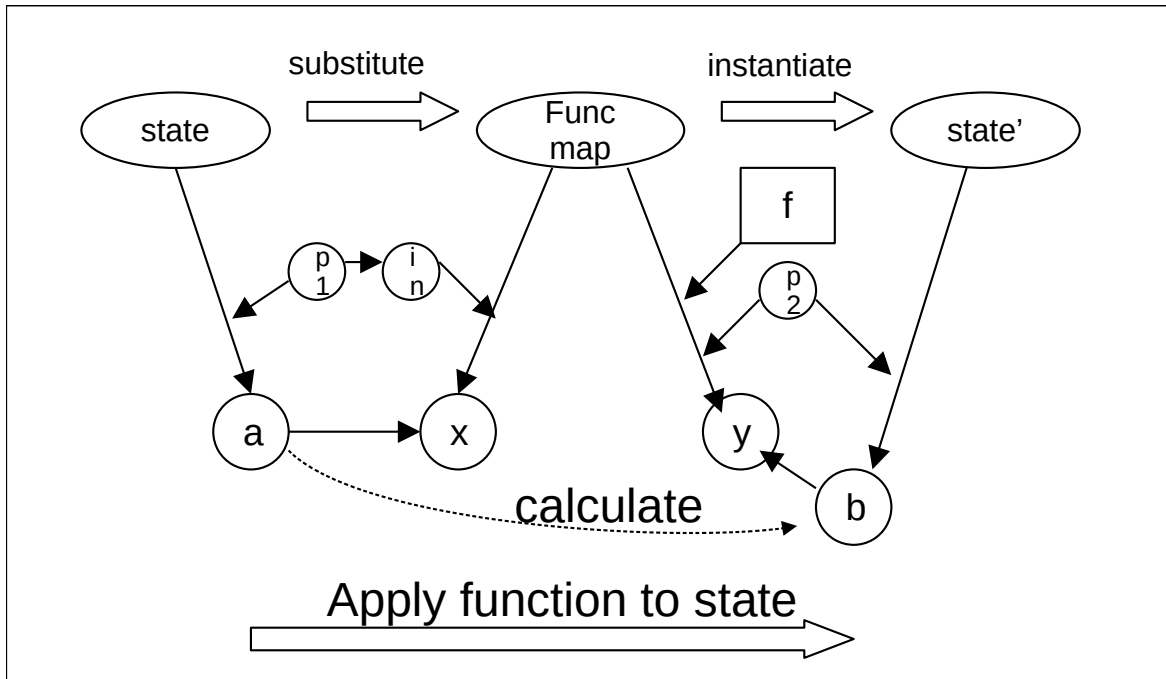 substitute
instantiate
state
Func
map
state’
f
p
1
i
n
p
2
a
x
y
b
calculate
Apply function to state